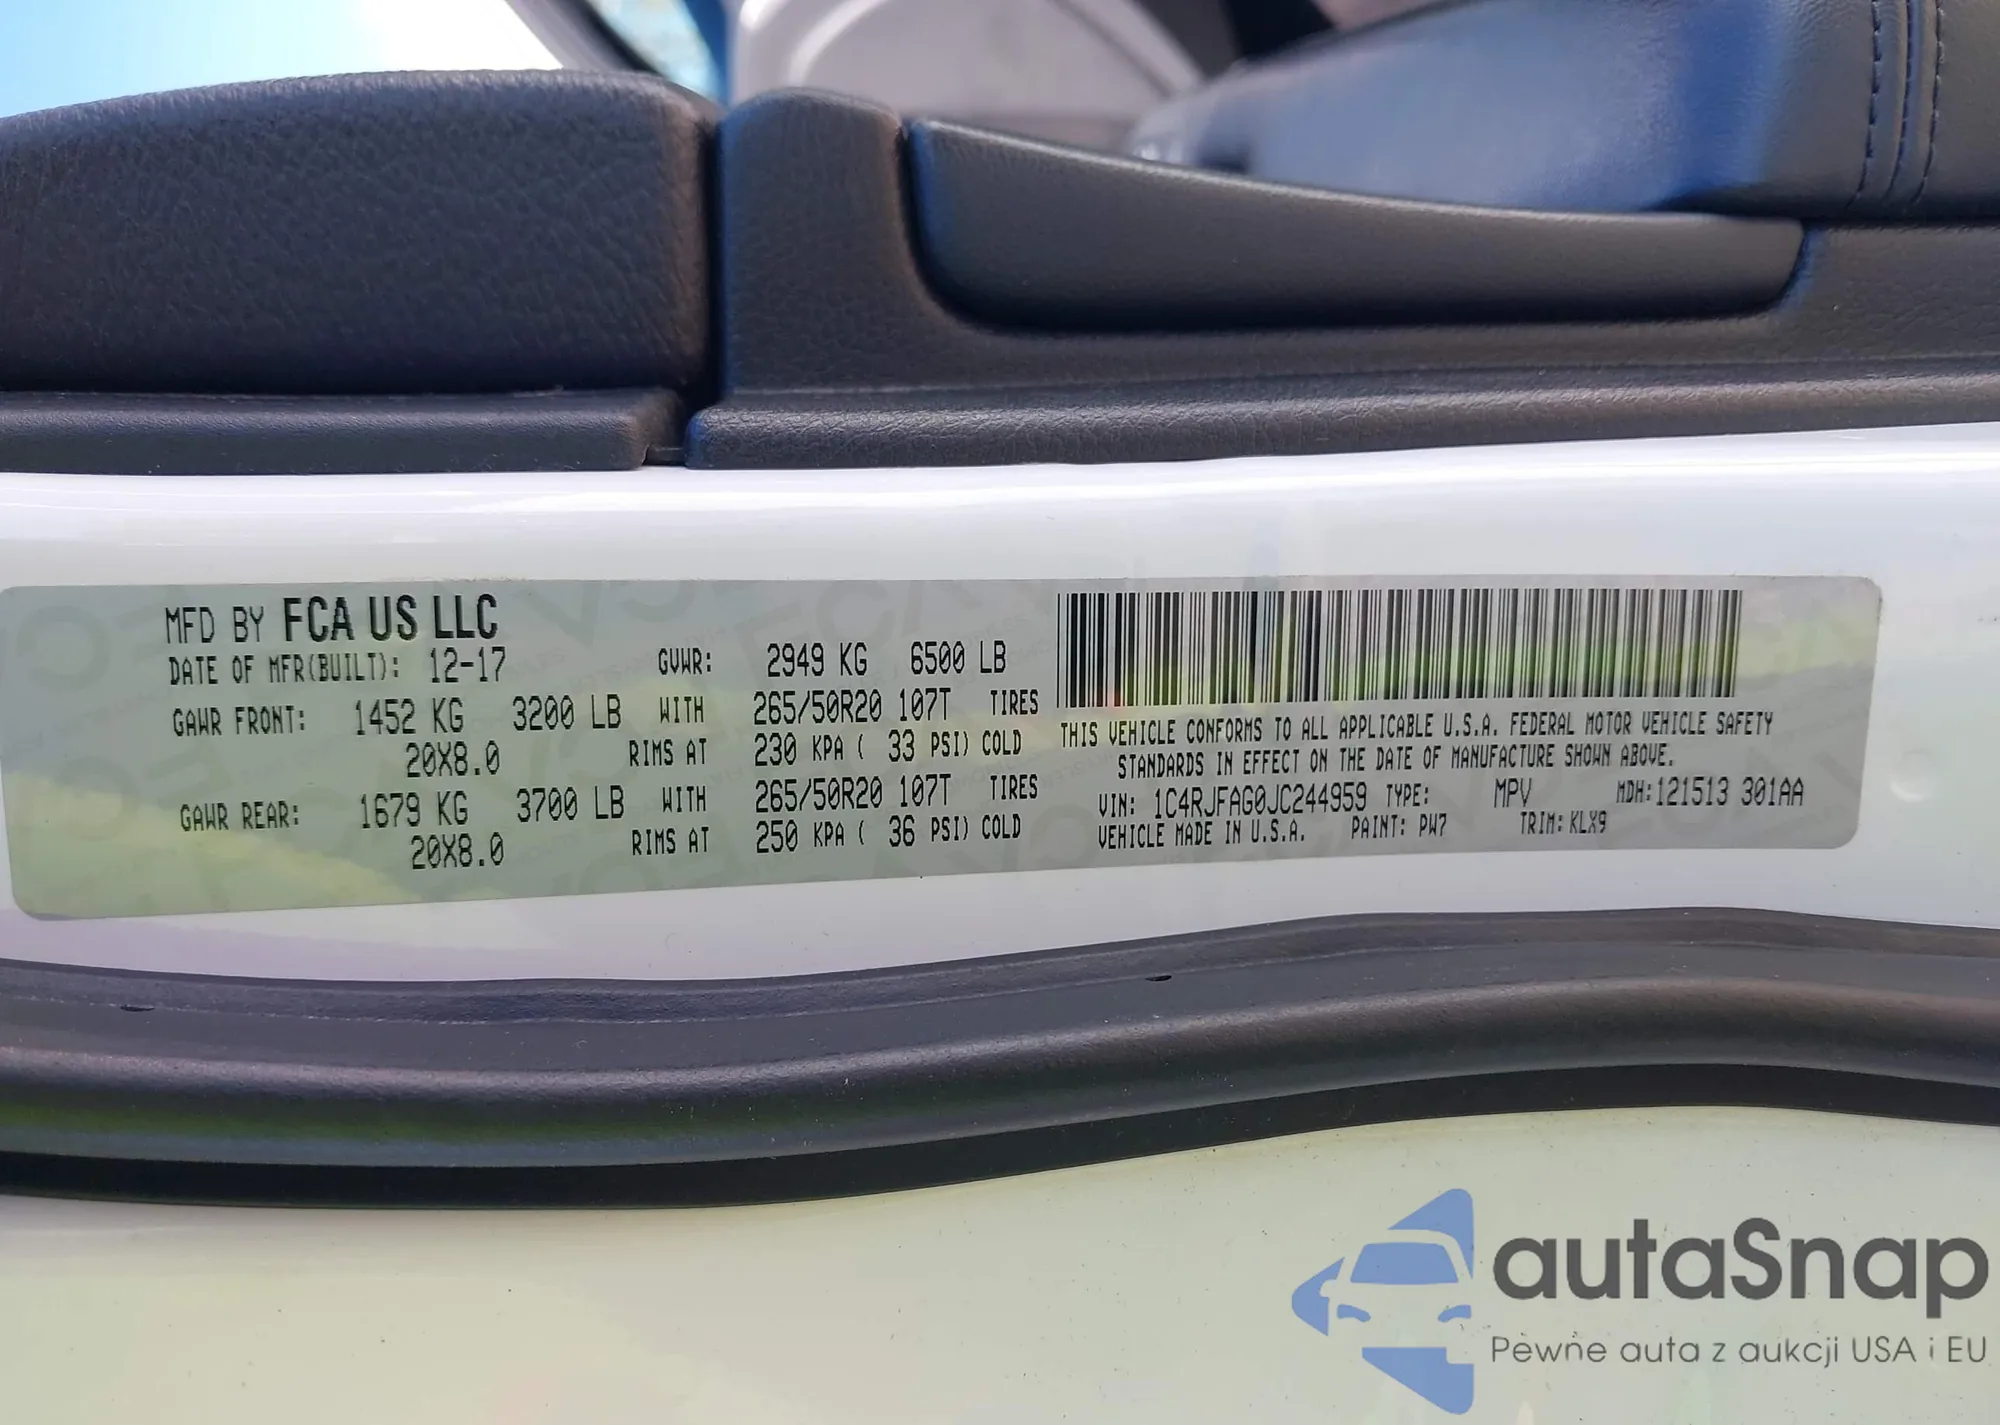 MFD BY FCA US LLC
DATE OF MFR(BUILT): 12-17 GVWR: 2949 KG 6500 LB
GAWR FRONT: 1452 KG 3200 LB WITH 265/50R20 107T TIRES
20X8.0 RIMS AT 230 KPA ( 33 PSI) COLD
GAWR REAR: 1679 KG 3700 LB WITH 265/50R20 107T TIRES
20X8.0 RIMS AT 250 KPA ( 36 PSI) COLD
THIS VEHICLE CONFORMS TO ALL APPLICABLE U.S.A. FEDERAL MOTOR VEHICLE SAFETY
STANDARDS IN EFFECT ON THE DATE OF MANUFACTURE SHOWN ABOVE.
VIN: 1C4RJFAG0JC244959 TYPE: MPV MDH:121513 301AA
VEHICLE MADE IN U.S.A. PAINT: PW7 TRIM: KLX9
autaSnap
Pewne auta z aukcji USA i EU